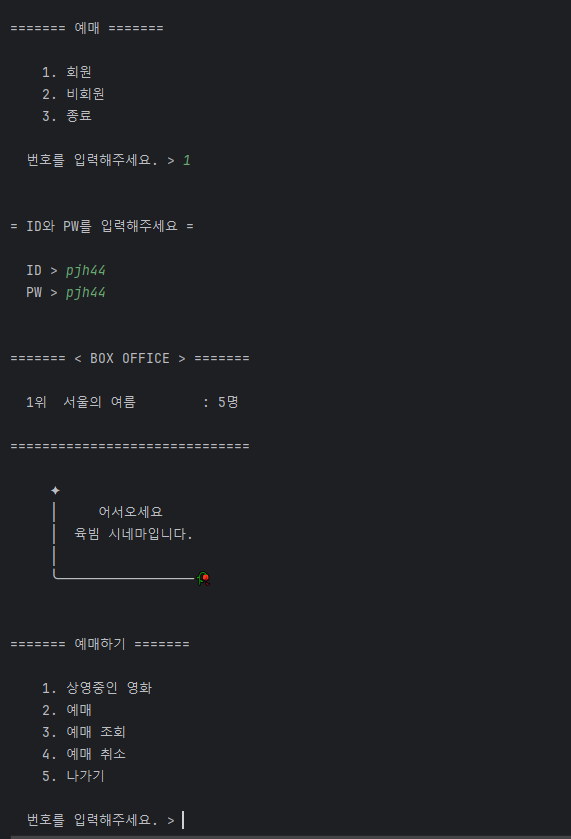 ======= 예매 =======
1. 회원
2. 비회원
3. 종료
번호를 입력해주세요. > 1
= ID와 PW를 입력해주세요 =
ID > pjh44
PW > pjh44
======= < BOX OFFICE > =======
1위 서울의 여름 : 5명
==============================
어서오세요
육빔 시네마입니다.
======= 예매하기 =======
1. 상영중인 영화
2. 예매
3. 예매 조회
4. 예매 취소
5. 나가기
번호를 입력해주세요. >